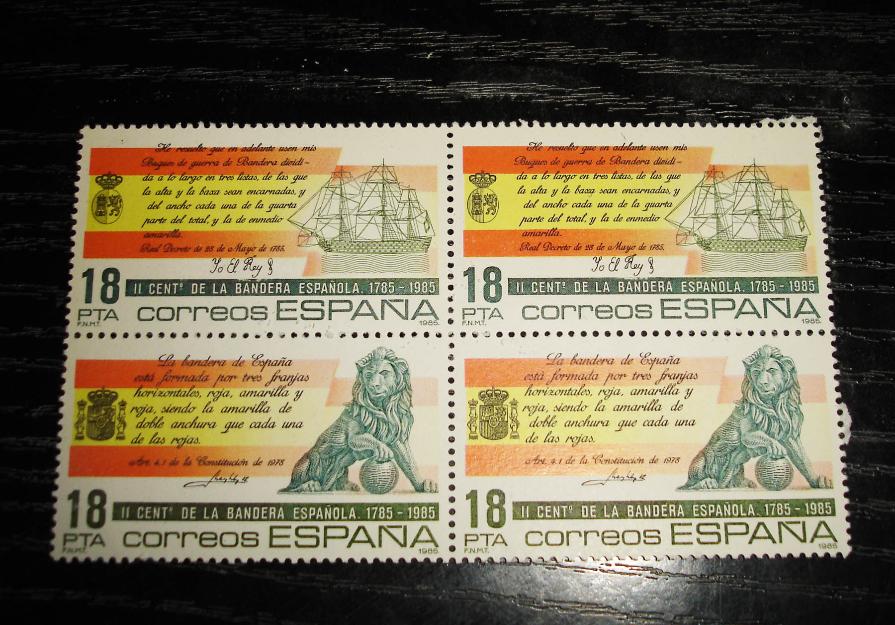 He resuelto que en adelante usen mis
Buques de guerra de Bandera dividi-
da a lo largo en tres listas, de las que
la alta y la baxa sean encarnadas, y
del ancho cada una de la quarta
parte del total, y la de enmedio
amarilla.
Real Decreto de 28 de Mayo de 1785.
Yo El Rey
18
PTA
F.N.M.T.
II CENTº DE LA BANDERA ESPAÑOLA. 1785-1985
correos ESPAÑA
1985
He resuelto que en adelante usen mis
Buques de guerra de Bandera dividi-
da a lo largo en tres listas, de las que
la alta y la baxa sean encarnadas, y
del ancho cada una de la quarta
parte del total, y la de enmedio
amarilla.
Real Decreto de 28 de Mayo de 1785.
Yo El Rey
18
PTA
F.N.M.T.
II CENTº DE LA BANDERA ESPAÑOLA. 1785-1985
correos ESPAÑA
1985
La bandera de España
está formada por tres franjas
horizontales, roja, amarilla y
roja, siendo la amarilla de
doble anchura que cada una
de las rojas.
Art. 4.1 de la Constitución de 1978
18
PTA
F.N.M.T.
II CENTº DE LA BANDERA ESPAÑOLA. 1785-1985
correos ESPAÑA
1985
La bandera de España
está formada por tres franjas
horizontales, roja, amarilla y
roja, siendo la amarilla de
doble anchura que cada una
de las rojas.
Art. 4.1 de la Constitución de 1978
18
PTA
F.N.M.T.
II CENTº DE LA BANDERA ESPAÑOLA. 1785-1985
correos ESPAÑA
1985